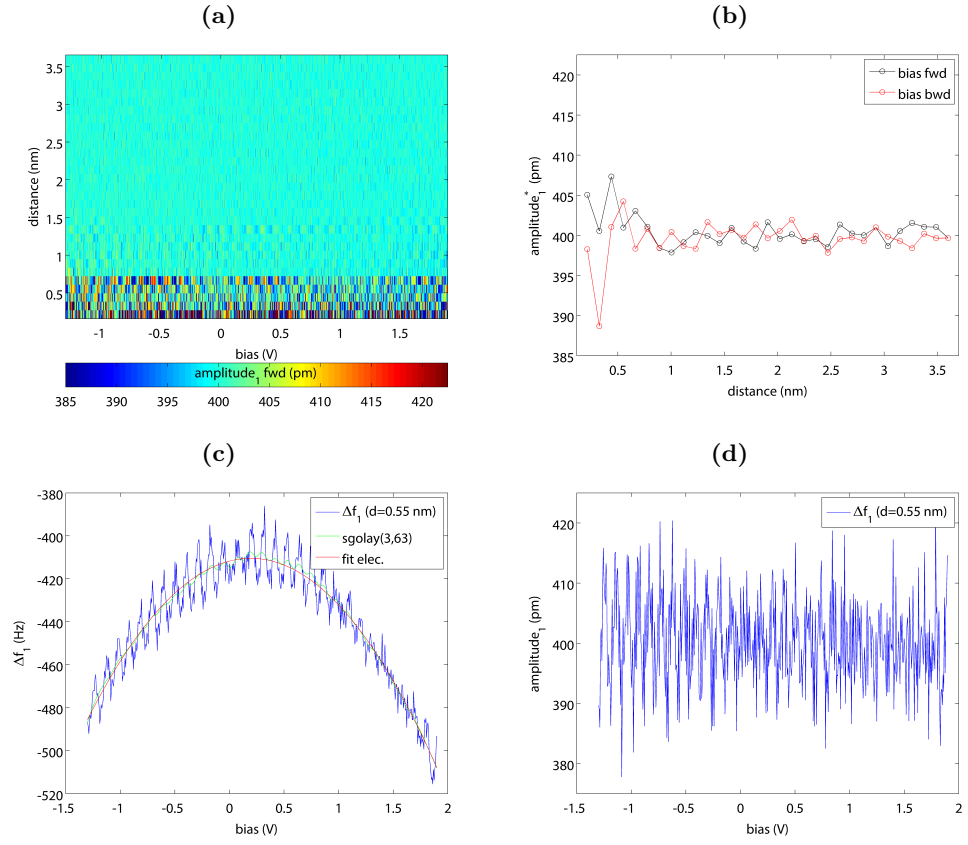 (a)
3.5
3
2.5
2
1.5
1
0.5
distance (nm)
-1 -0.5 0 0.5 1 1.5
bias (V)
amplitude₁ fwd (pm)
385 390 395 400 405 410 415 420
(b)
420
415
410
405
400
395
390
385
amplitude₁* (pm)
bias fwd
bias bwd
0.5 1 1.5 2 2.5 3 3.5
distance (nm)
(c)
-380
-400
-420
-440
-460
-480
-500
-520
Δf₁ (Hz)
Δf₁ (d=0.55 nm)
sgolay(3,63)
fit elec.
-1.5 -1 -0.5 0 0.5 1 1.5 2
bias (V)
(d)
420
410
400
390
380
amplitude₁ (pm)
Δf₁ (d=0.55 nm)
-1.5 -1 -0.5 0 0.5 1 1.5 2
bias (V)